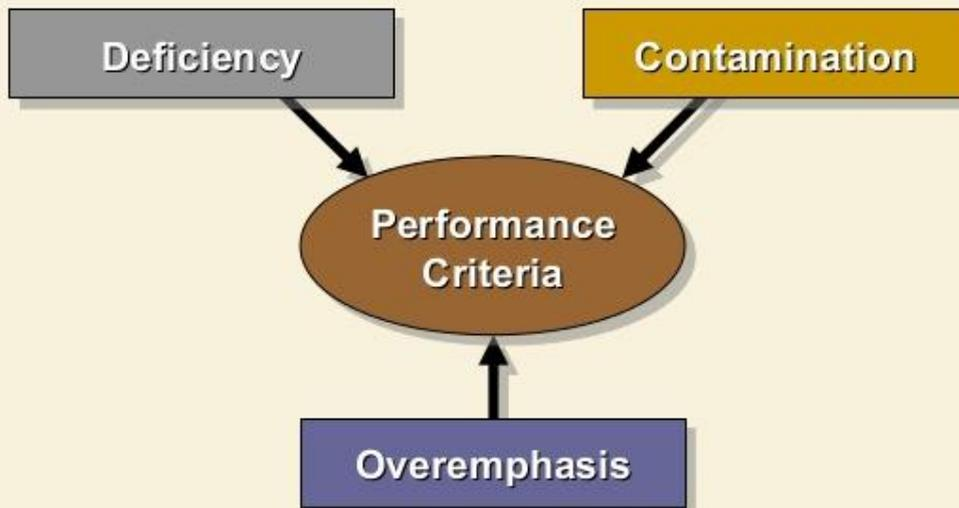 Deficiency
Contamination
Performance
Criteria
Overemphasis